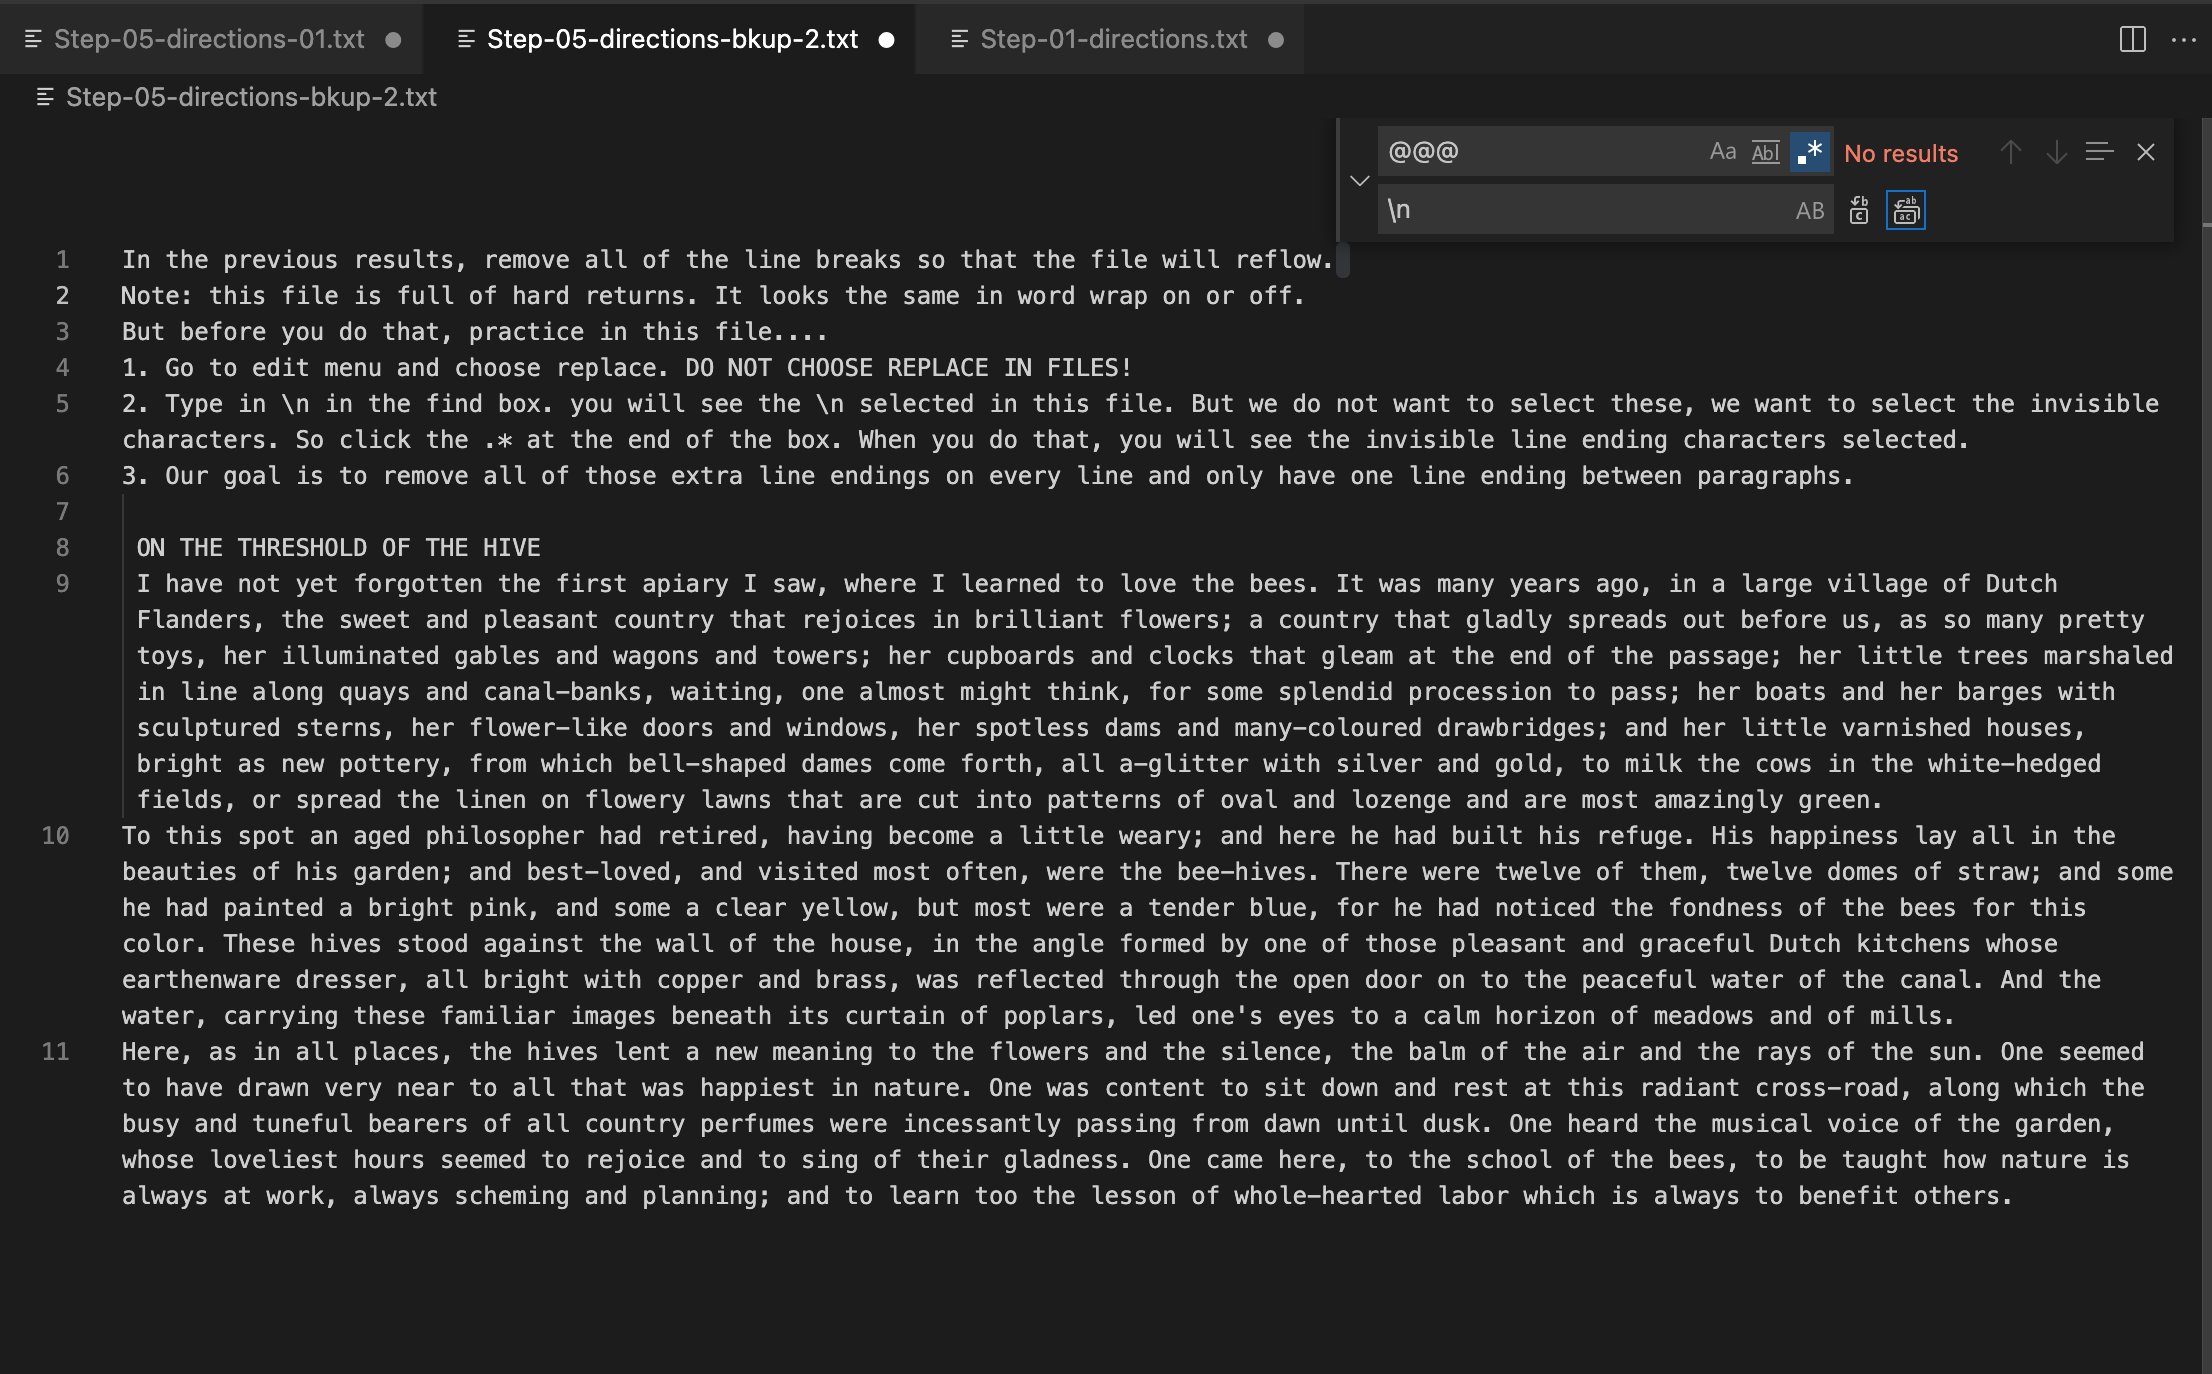 Step-05-directions-01.txt
Step-05-directions-bkup-2.txt
Step-01-directions.txt
Step-05-directions-bkup-2.txt
@@@ Aa Abl .* No results
\n AB
1 In the previous results, remove all of the line breaks so that the file will reflow.
2 Note: this file is full of hard returns. It looks the same in word wrap on or off.
3 But before you do that, practice in this file....
4 1. Go to edit menu and choose replace. DO NOT CHOOSE REPLACE IN FILES!
5 2. Type in \n in the find box. you will see the \n selected in this file. But we do not want to select these, we want to select the invisible
characters. So click the .* at the end of the box. When you do that, you will see the invisible line ending characters selected.
6 3. Our goal is to remove all of those extra line endings on every line and only have one line ending between paragraphs.
7
8 ON THE THRESHOLD OF THE HIVE
9 I have not yet forgotten the first apiary I saw, where I learned to love the bees. It was many years ago, in a large village of Dutch
Flanders, the sweet and pleasant country that rejoices in brilliant flowers; a country that gladly spreads out before us, as so many pretty
toys, her illuminated gables and wagons and towers; her cupboards and clocks that gleam at the end of the passage; her little trees marshaled
in line along quays and canal-banks, waiting, one almost might think, for some splendid procession to pass; her boats and her barges with
sculptured sterns, her flower-like doors and windows, her spotless dams and many-coloured drawbridges; and her little varnished houses,
bright as new pottery, from which bell-shaped dames come forth, all a-glitter with silver and gold, to milk the cows in the white-hedged
fields, or spread the linen on flowery lawns that are cut into patterns of oval and lozenge and are most amazingly green.
10 To this spot an aged philosopher had retired, having become a little weary; and here he had built his refuge. His happiness lay all in the
beauties of his garden; and best-loved, and visited most often, were the bee-hives. There were twelve of them, twelve domes of straw; and some
he had painted a bright pink, and some a clear yellow, but most were a tender blue, for he had noticed the fondness of the bees for this
color. These hives stood against the wall of the house, in the angle formed by one of those pleasant and graceful Dutch kitchens whose
earthenware dresser, all bright with copper and brass, was reflected through the open door on to the peaceful water of the canal. And the
water, carrying these familiar images beneath its curtain of poplars, led one's eyes to a calm horizon of meadows and of mills.
11 Here, as in all places, the hives lent a new meaning to the flowers and the silence, the balm of the air and the rays of the sun. One seemed
to have drawn very near to all that was happiest in nature. One was content to sit down and rest at this radiant cross-road, along which the
busy and tuneful bearers of all country perfumes were incessantly passing from dawn until dusk. One heard the musical voice of the garden,
whose loveliest hours seemed to rejoice and to sing of their gladness. One came here, to the school of the bees, to be taught how nature is
always at work, always scheming and planning; and to learn too the lesson of whole-hearted labor which is always to benefit others.